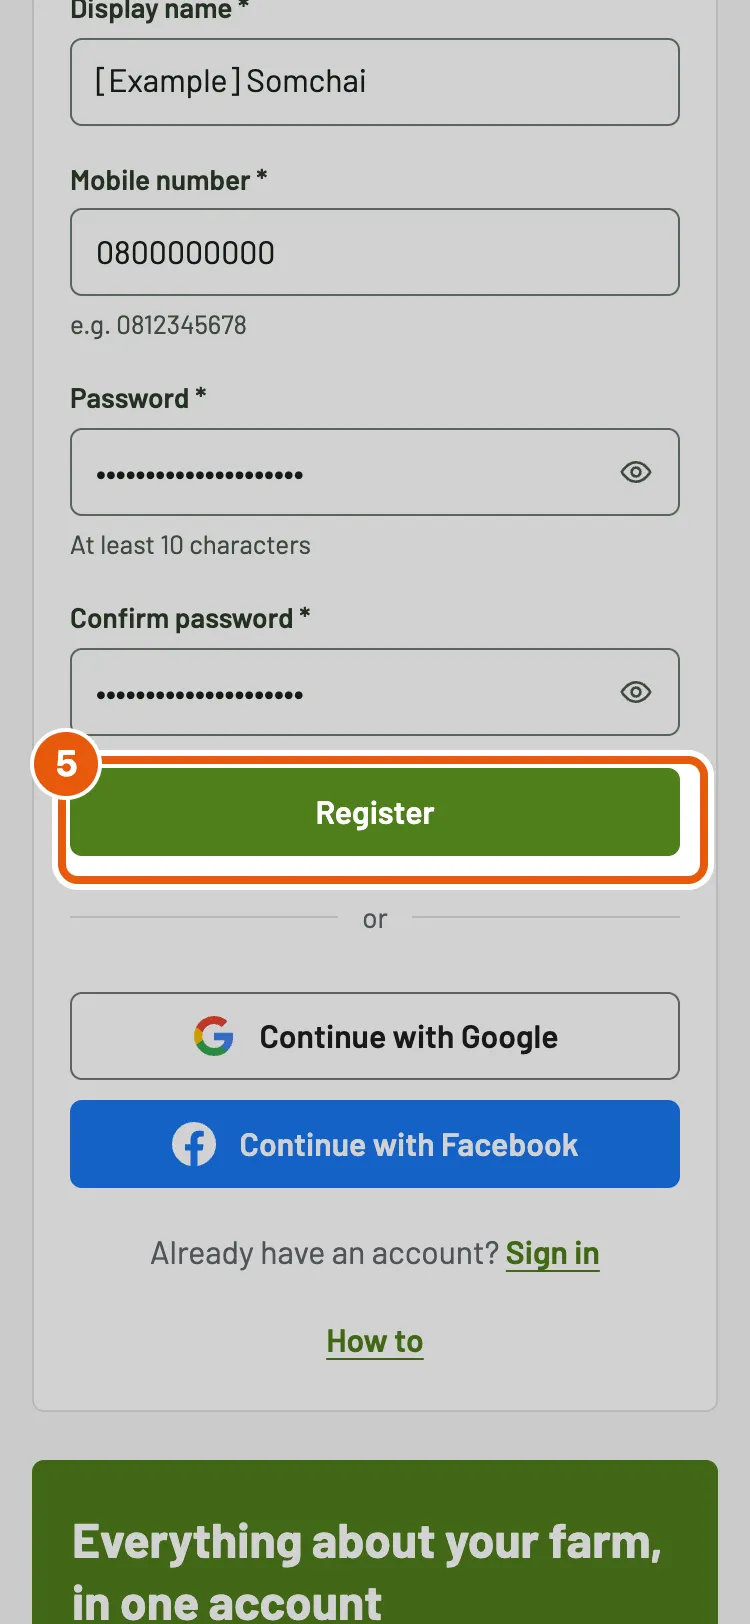 Display name *
[Example] Somchai
Mobile number *
0800000000
e.g. 0812345678
Password *
•••••••••••••••••••••
At least 10 characters
Confirm password *
•••••••••••••••••••••
5
Register
or
Continue with Google
Continue with Facebook
Already have an account? Sign in
How to
Everything about your farm,
in one account